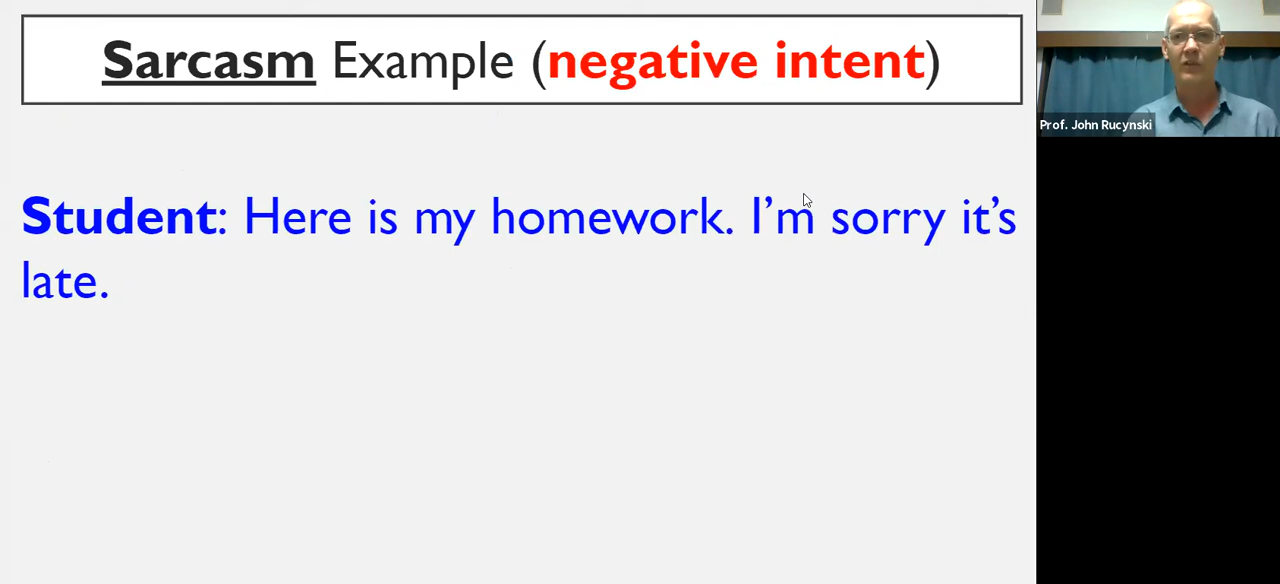 Sarcasm Example (negative intent)
Prof. John Rucynski
Student: Here is my homework. I’m sorry it’s
late.